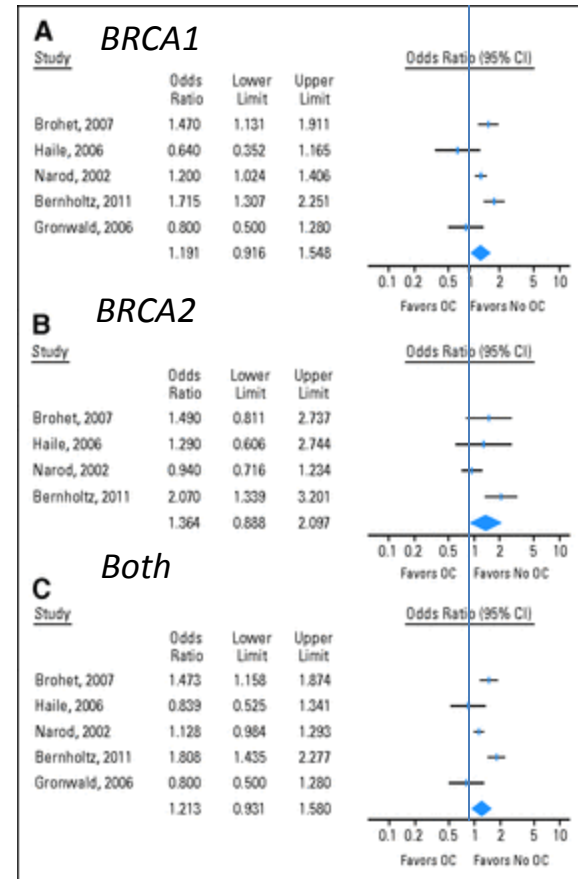 A BRCA1
Study Odds Ratio (95% CI)
Odds Ratio Lower Limit Upper Limit
Brohet, 2007 1.470 1.131 1.911
Haile, 2006 0.640 0.352 1.165
Narod, 2002 1.200 1.024 1.406
Bernholtz, 2011 1.715 1.307 2.251
Gronwald, 2006 0.800 0.500 1.280
1.191 0.916 1.548
0.1 0.2 0.5 1 2 5 10
Favors OC Favors No OC
B BRCA2
Study Odds Ratio (95% CI)
Odds Ratio Lower Limit Upper Limit
Brohet, 2007 1.490 0.811 2.737
Haile, 2006 1.290 0.606 2.744
Narod, 2002 0.940 0.716 1.234
Bernholtz, 2011 2.070 1.339 3.201
1.364 0.888 2.097
0.1 0.2 0.5 1 2 5 10
Favors OC Favors No OC
C Both
Study Odds Ratio (95% CI)
Odds Ratio Lower Limit Upper Limit
Brohet, 2007 1.473 1.158 1.874
Haile, 2006 0.839 0.525 1.341
Narod, 2002 1.128 0.984 1.293
Bernholtz, 2011 1.808 1.435 2.277
Gronwald, 2006 0.800 0.500 1.280
1.213 0.931 1.580
0.1 0.2 0.5 1 2 5 10
Favors OC Favors No OC